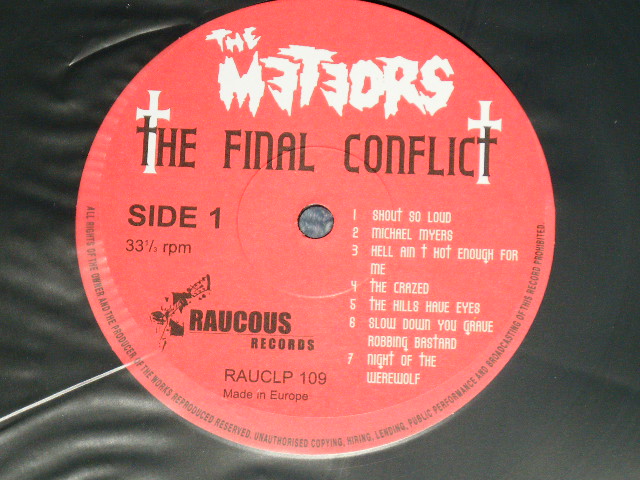 THE
METEORS
THE FINAL CONFLICT
SIDE 1
33 1/3 rpm
1 SHOUT SO LOUD
2 MICHAEL MYERS
3 HELL AIN T HOT ENOUGH FOR
ME
4 THE CRAZED
5 THE HILLS HAVE EYES
6 SLOW DOWN YOU GRAVE
ROBBING BASTARD
7 NIGHT OF THE
WEREWOLF
RAUCOUS
RECORDS
RAUCLP 109
Made in Europe
ALL RIGHTS OF THE OWNER AND THE PRODUCER OF THE WORKS REPRODUCED RESERVED. UNAUTHORISED COPYING, HIRING, LENDING, PUBLIC PERFORMANCE AND BROADCASTING OF THIS RECORD PROHIBITED